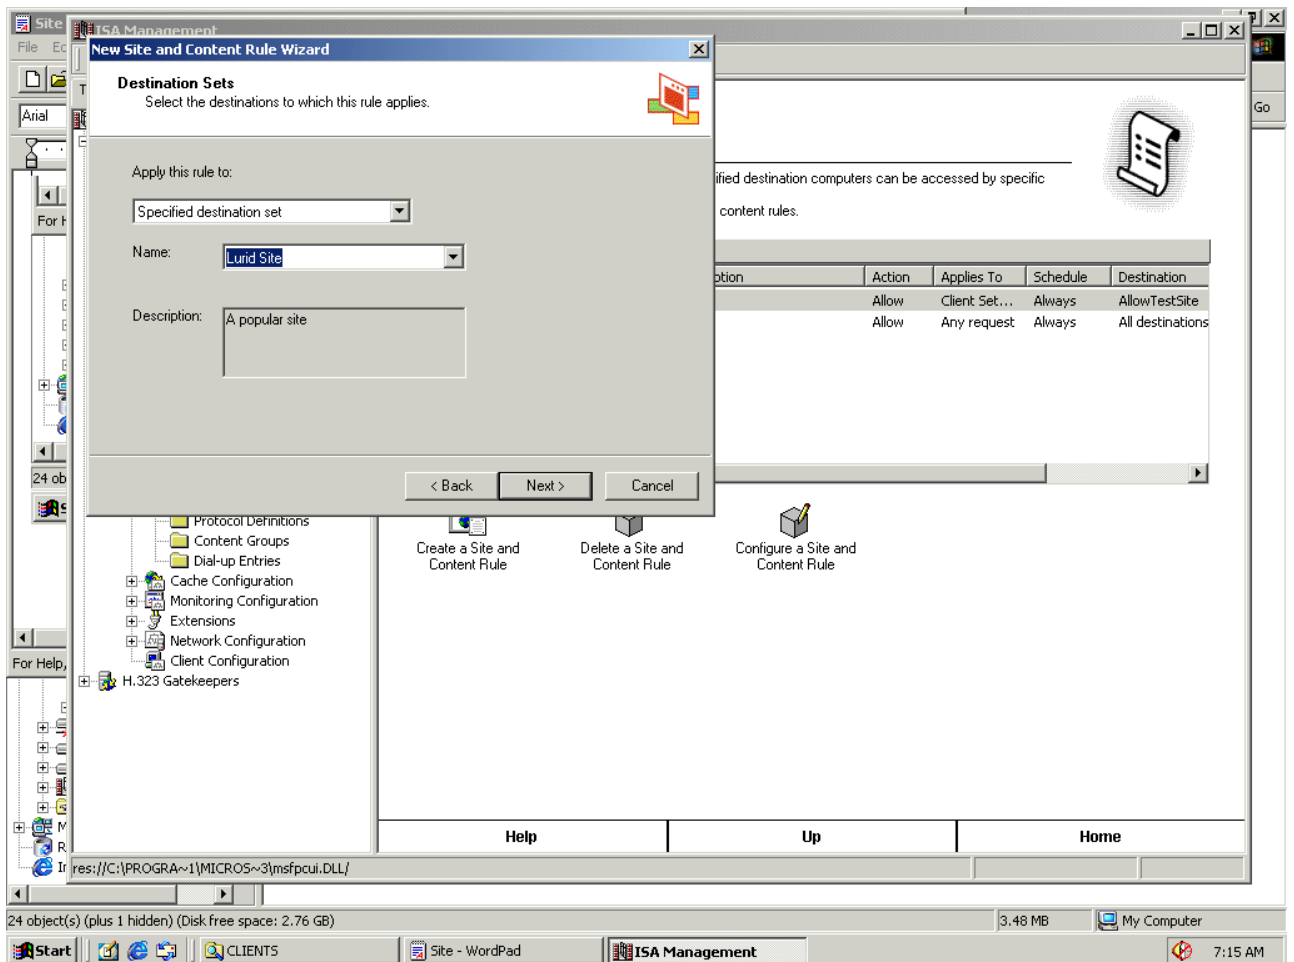 Site
ISA Management
File
New Site and Content Rule Wizard
Destination Sets
Select the destinations to which this rule applies.
Arial
Go
Apply this rule to:
Specified destination set
Name:
Lurid Site
Description:
A popular site
< Back
Next >
Cancel
destination computers can be accessed by specific
content rules.
Action
Applies To
Schedule
Destination
Allow
Client Set...
Always
AllowTestSite
Allow
Any request
Always
All destinations
For
24 ob
Protocol Definitions
Content Groups
Dial-up Entries
Cache Configuration
Monitoring Configuration
Extensions
Network Configuration
Client Configuration
H.323 Gatekeepers
Create a Site and
Content Rule
Delete a Site and
Content Rule
Configure a Site and
Content Rule
For Help,
Help
Up
Home
res://C:\PROGRA~1\MICROS~3\msfpcui.DLL/
24 object(s) (plus 1 hidden) (Disk free space: 2.76 GB)
3.48 MB
My Computer
Start
CLIENTS
Site - WordPad
ISA Management
7:15 AM